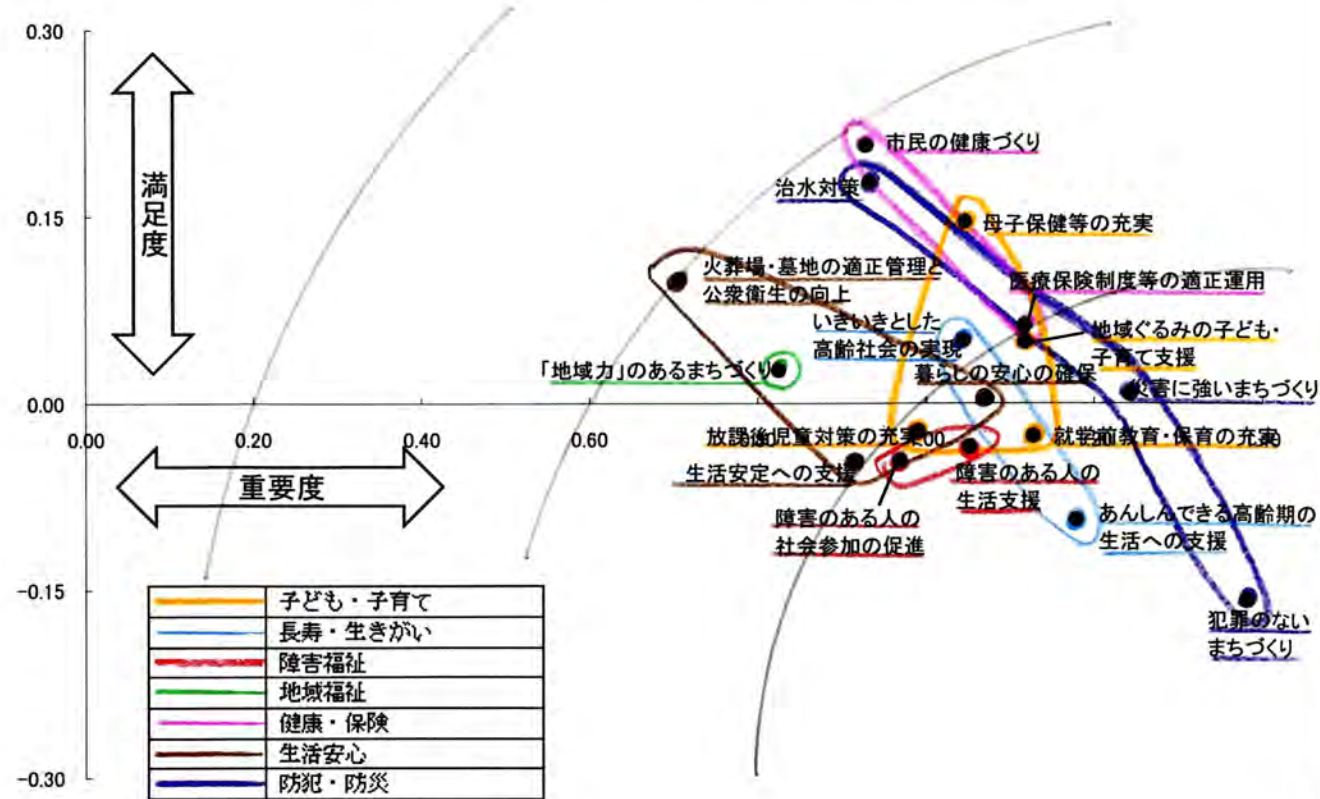 0.30
市民の健康づくり
治水対策
0.15
母子保健等の充実
満足度
火葬場・墓地の適正管理と
公衆衛生の向上
医療保険制度等の適正運用
いきいきとした
高齢社会の実現
地域ぐるみの子ども・
子育て支援
「地域力」のあるまちづくり
暮らしの安心の確保
災害に強いまちづくり
0.00
0.00
0.20
0.40
0.60
放課後児童対策の充実
就学前教育・保育の充実
重要度
生活安定への支援
障害のある人の
生活支援
障害のある人の
社会参加の促進
あんしんできる高齢期の
生活への支援
-0.15
犯罪のない
まちづくり
子ども・子育て
長寿・生きがい
障害福祉
地域福祉
健康・保険
生活安心
防犯・防災
-0.30